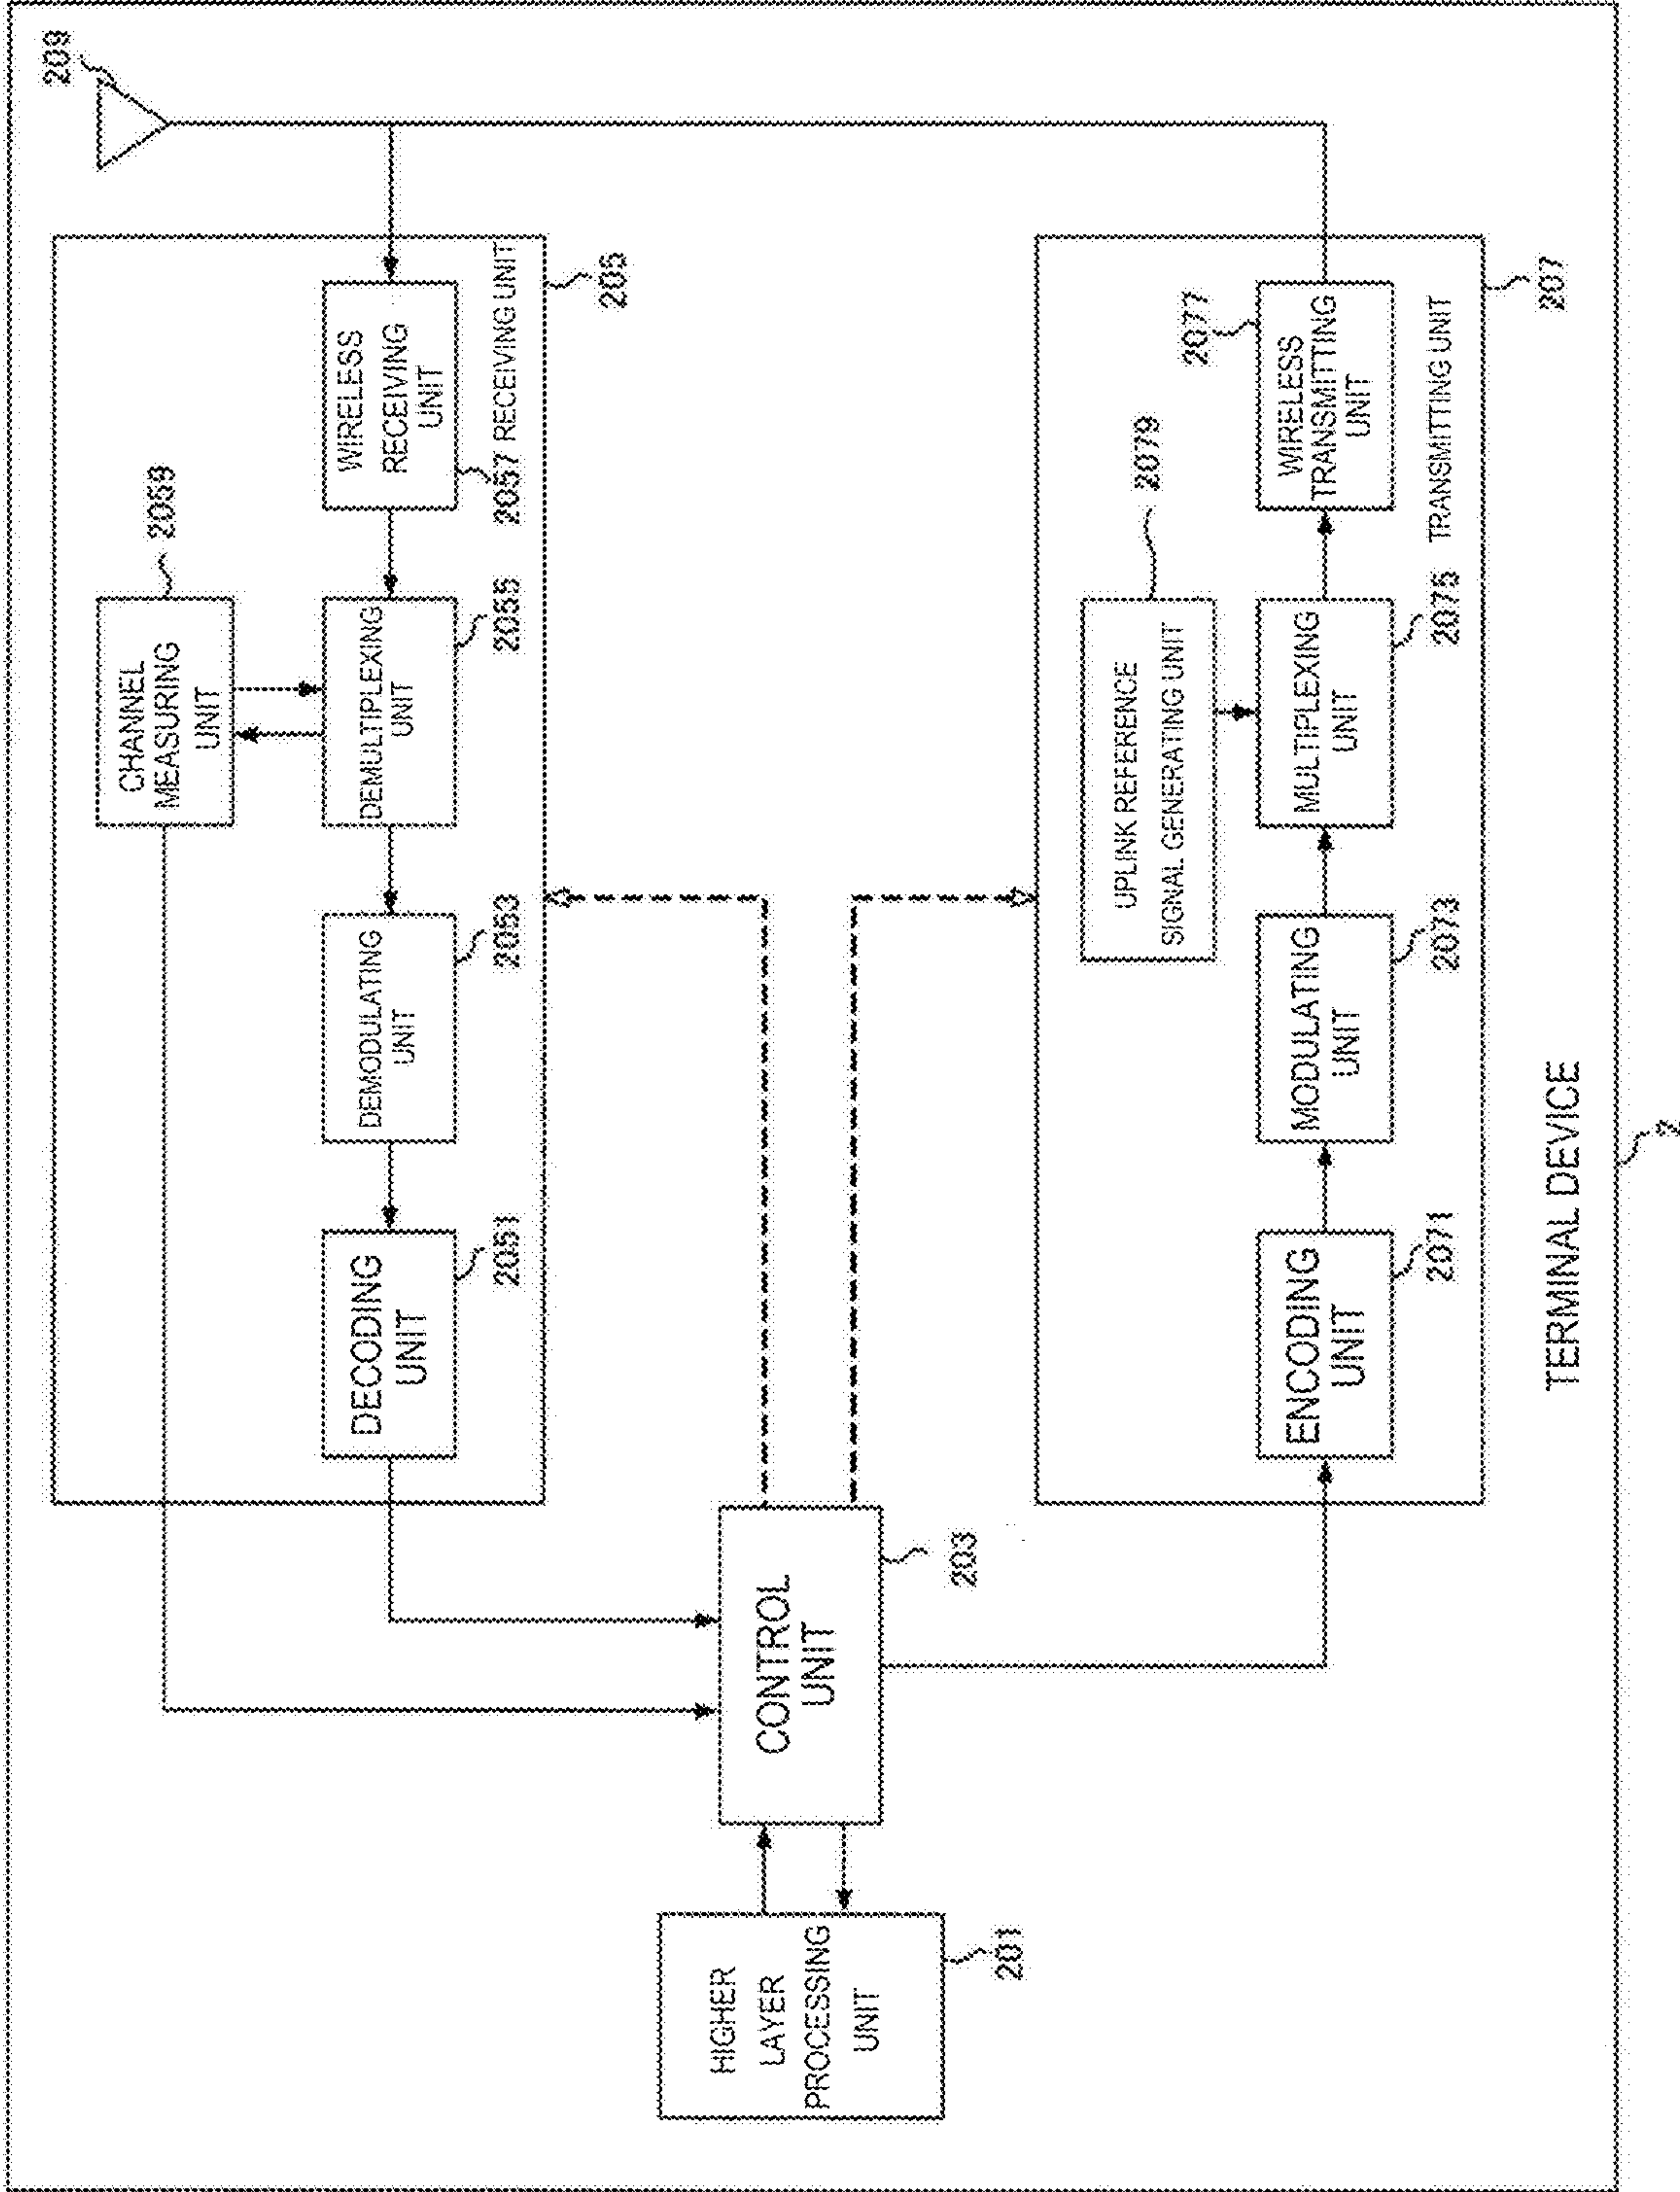 209
CHANNEL
MEASURING
UNIT
2059
DECODING
UNIT
2051
DEMODULATING
UNIT
2053
DEMULTIPLEXING
UNIT
2055
WIRELESS
RECEIVING
UNIT
2057
RECEIVING UNIT
205
HIGHER
LAYER
PROCESSING
UNIT
201
CONTROL
UNIT
203
UPLINK REFERENCE
SIGNAL GENERATING UNIT
2079
ENCODING
UNIT
2071
MODULATING
UNIT
2073
MULTIPLEXING
UNIT
2075
WIRELESS
TRANSMITTING
UNIT
2077
TRANSMITTING UNIT
207
TERMINAL DEVICE
2